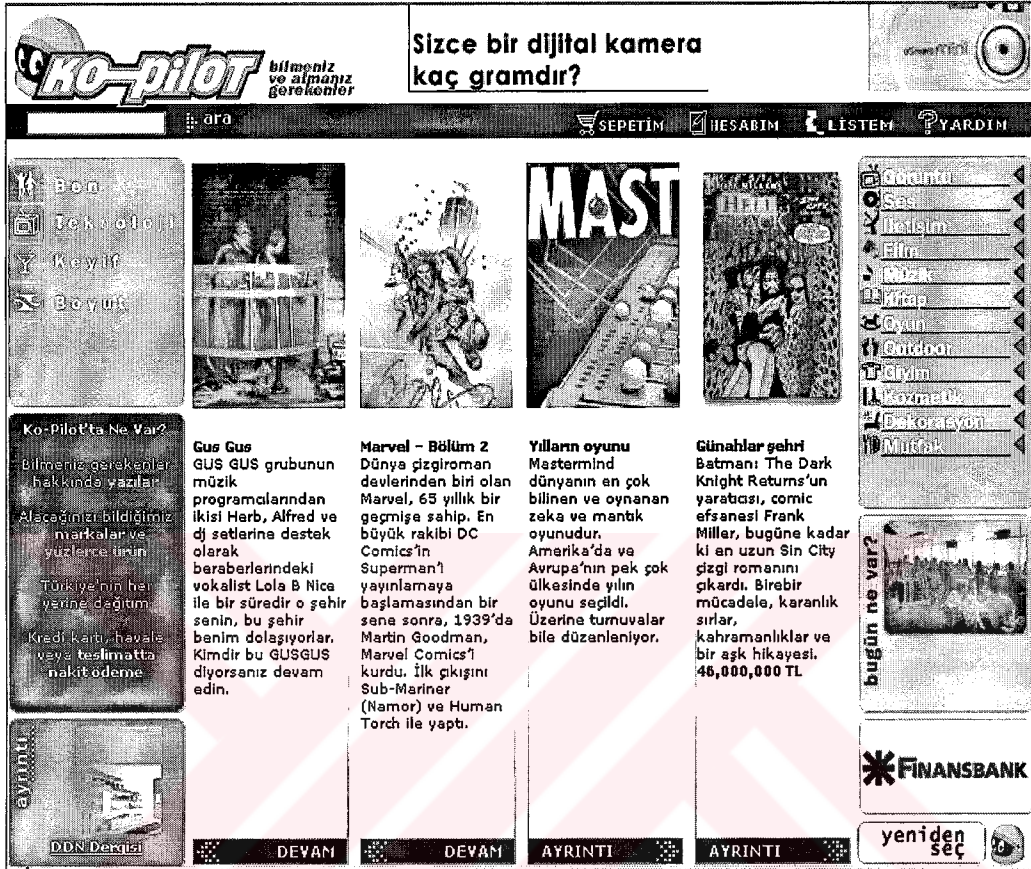 KO-PiLOT
bilmeniz
ve almanız
gerekenler
Sizce bir dijital kamera
kaç gramdır?
mini
ara
SEPETİM
HESABIM
LİSTEM
YARDIM
Ben
Teknoloji
Keyif
Boyut
MAST
HELL
Görüntü
Ses
İletişim
Film
Müzik
Kitap
Oyun
Outdoor
Giyim
Kozmetik
Dekorasyon
Mutfak
Ko-Pilot'ta Ne Var?
Bilmeniz gerekenler
hakkında yazılar
Alacağınızı bildiğimiz
markalar ve
yüzlerce ürün
Türkiye'nin her
yerine dağıtım
Kredi kartı, havale
veya teslimatta
nakit ödeme
Gus Gus
GUS GUS grubunun
müzik
programcılarından
ikisi Herb, Alfred ve
dj setlerine destek
olarak
beraberlerindeki
vokalist Lola B Nice
ile bir süredir o şehir
senin, bu şehir
benim dolaşıyorlar.
Kimdir bu GUSGUS
diyorsanız devam
edin.
DEVAM
Marvel - Bölüm 2
Dünya çizgiroman
devlerinden biri olan
Marvel, 65 yıllık bir
geçmişe sahip. En
büyük rakibi DC
Comics'in
Superman'i
yayınlamaya
başlamasından bir
sene sonra, 1939'da
Martin Goodman,
Marvel Comics'i
kurdu. İlk çıkışını
Sub-Mariner
(Namor) ve Human
Torch ile yaptı.
DEVAM
Yılların oyunu
Mastermind
dünyanın en çok
bilinen ve oynanan
zeka ve mantık
oyunudur.
Amerika'da ve
Avrupa'nın pek çok
ülkesinde yılın
oyunu seçildi.
Üzerine turnuvalar
bile düzenleniyor.
AYRINTI
Günahlar şehri
Batman: The Dark
Knight Returns'un
yaratıcısı, comic
efsanesi Frank
Miller, bugüne kadar
ki en uzun Sin City
çizgi romanını
çıkardı. Birebir
mücadele, karanlık
sırlar,
kahramanlıklar ve
bir aşk hikayesi.
46,000,000 TL
AYRINTI
bugün ne var?
FINANSBANK
ayrıntı
DDN Dergisi
yeniden
seç